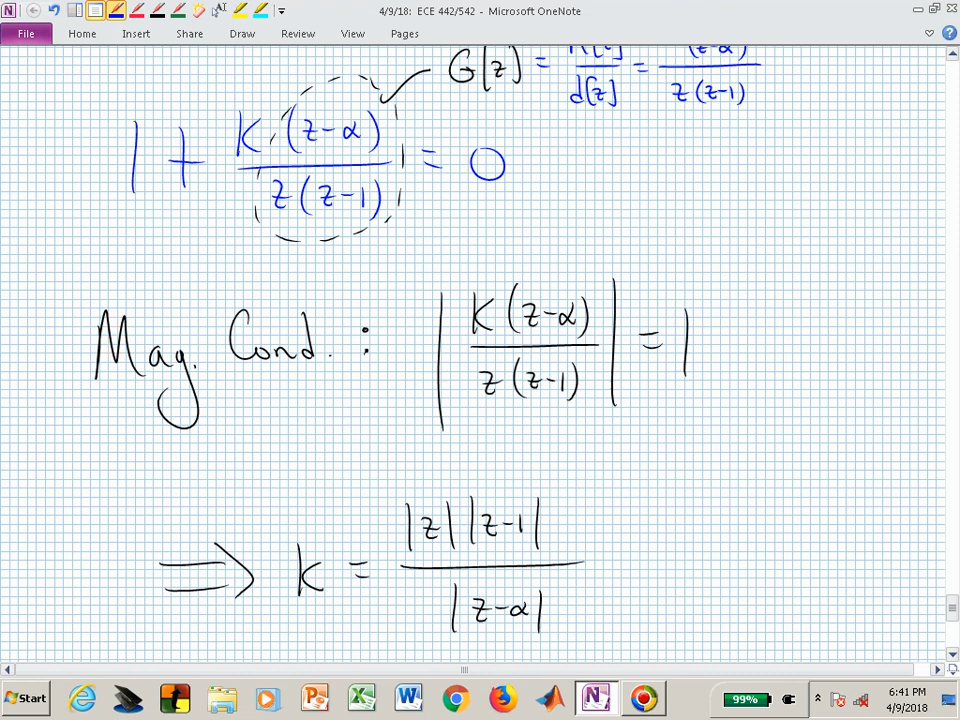 4/9/18: ECE 442/542 - Microsoft OneNote
File Home Insert Share Draw Review View Pages
G[z] = n[z]/d[z] = (z-α)/z(z-1)
1 + K(z-α)/z(z-1) = 0
Mag. Cond. : |K(z-α)/z(z-1)| = 1
⇒ k = |z||z-1|/|z-α|
Start 99% 6:41 PM
4/9/2018